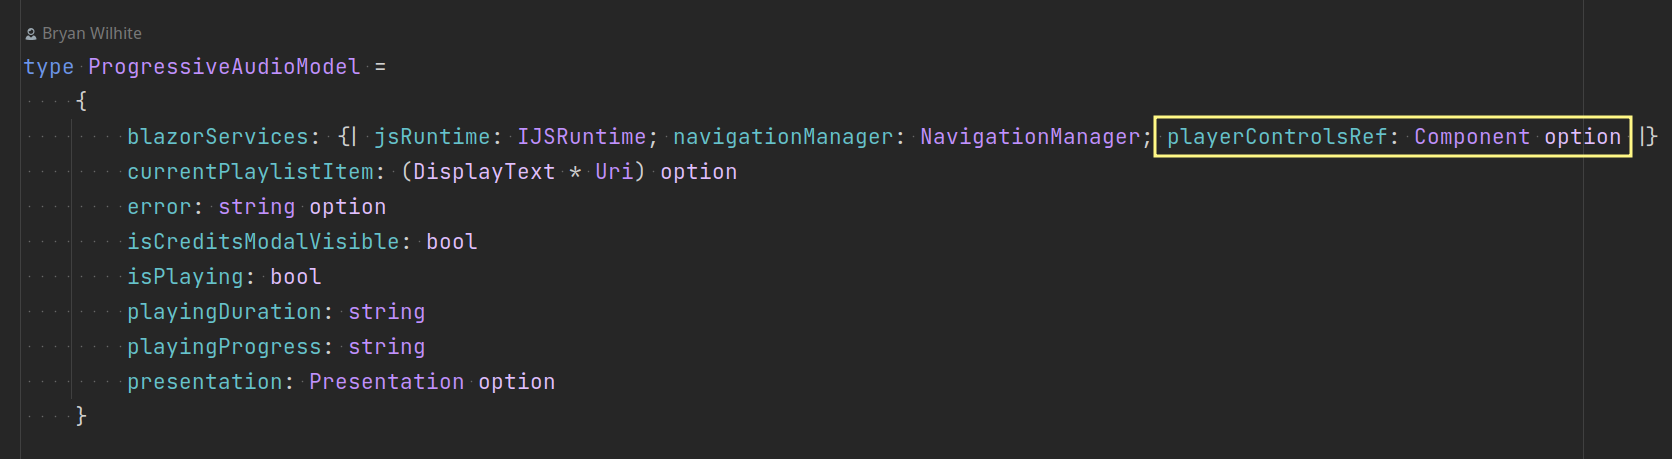 Bryan Wilhite
type ProgressiveAudioModel =
{
blazorServices: {| jsRuntime: IJSRuntime; navigationManager: NavigationManager; playerControlsRef: Component option |}
currentPlaylistItem: (DisplayText * Uri) option
error: string option
isCreditsModalVisible: bool
isPlaying: bool
playingDuration: string
playingProgress: string
presentation: Presentation option
}